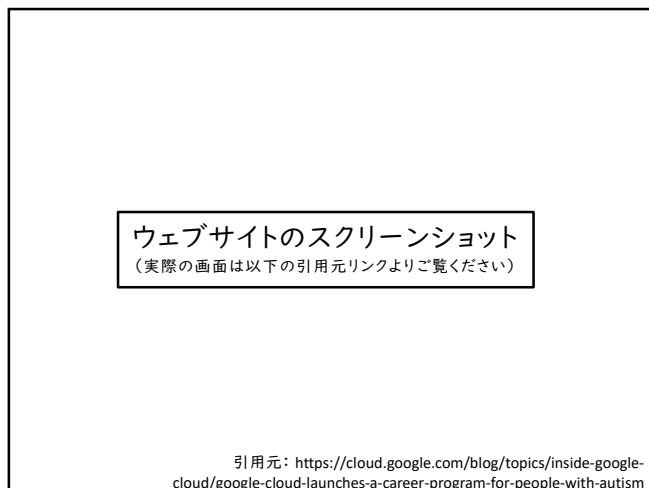 ウェブサイトのスクリーンショット
（実際の画面は以下の引用元リンクよりご覧ください）
引用元：https://cloud.google.com/blog/topics/inside-google-
cloud/google-cloud-launches-a-career-program-for-people-with-autism